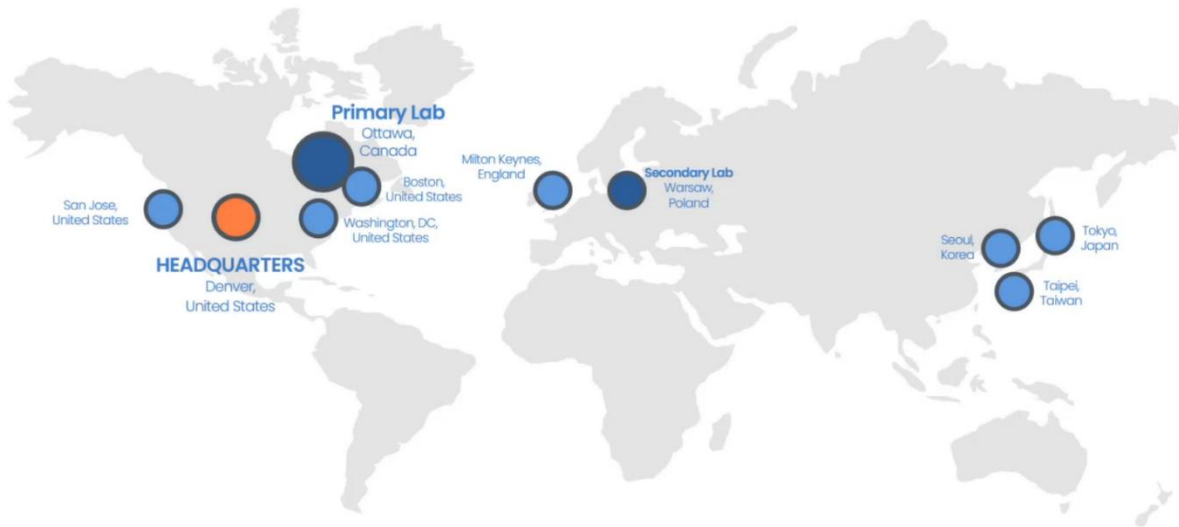 Primary Lab
Ottawa,
Canada
Boston,
United States
San Jose,
United States
Washington, DC,
United States
HEADQUARTERS
Denver,
United States
Milton Keynes,
England
Secondary Lab
Warsaw,
Poland
Seoul,
Korea
Tokyo,
Japan
Taipei,
Taiwan